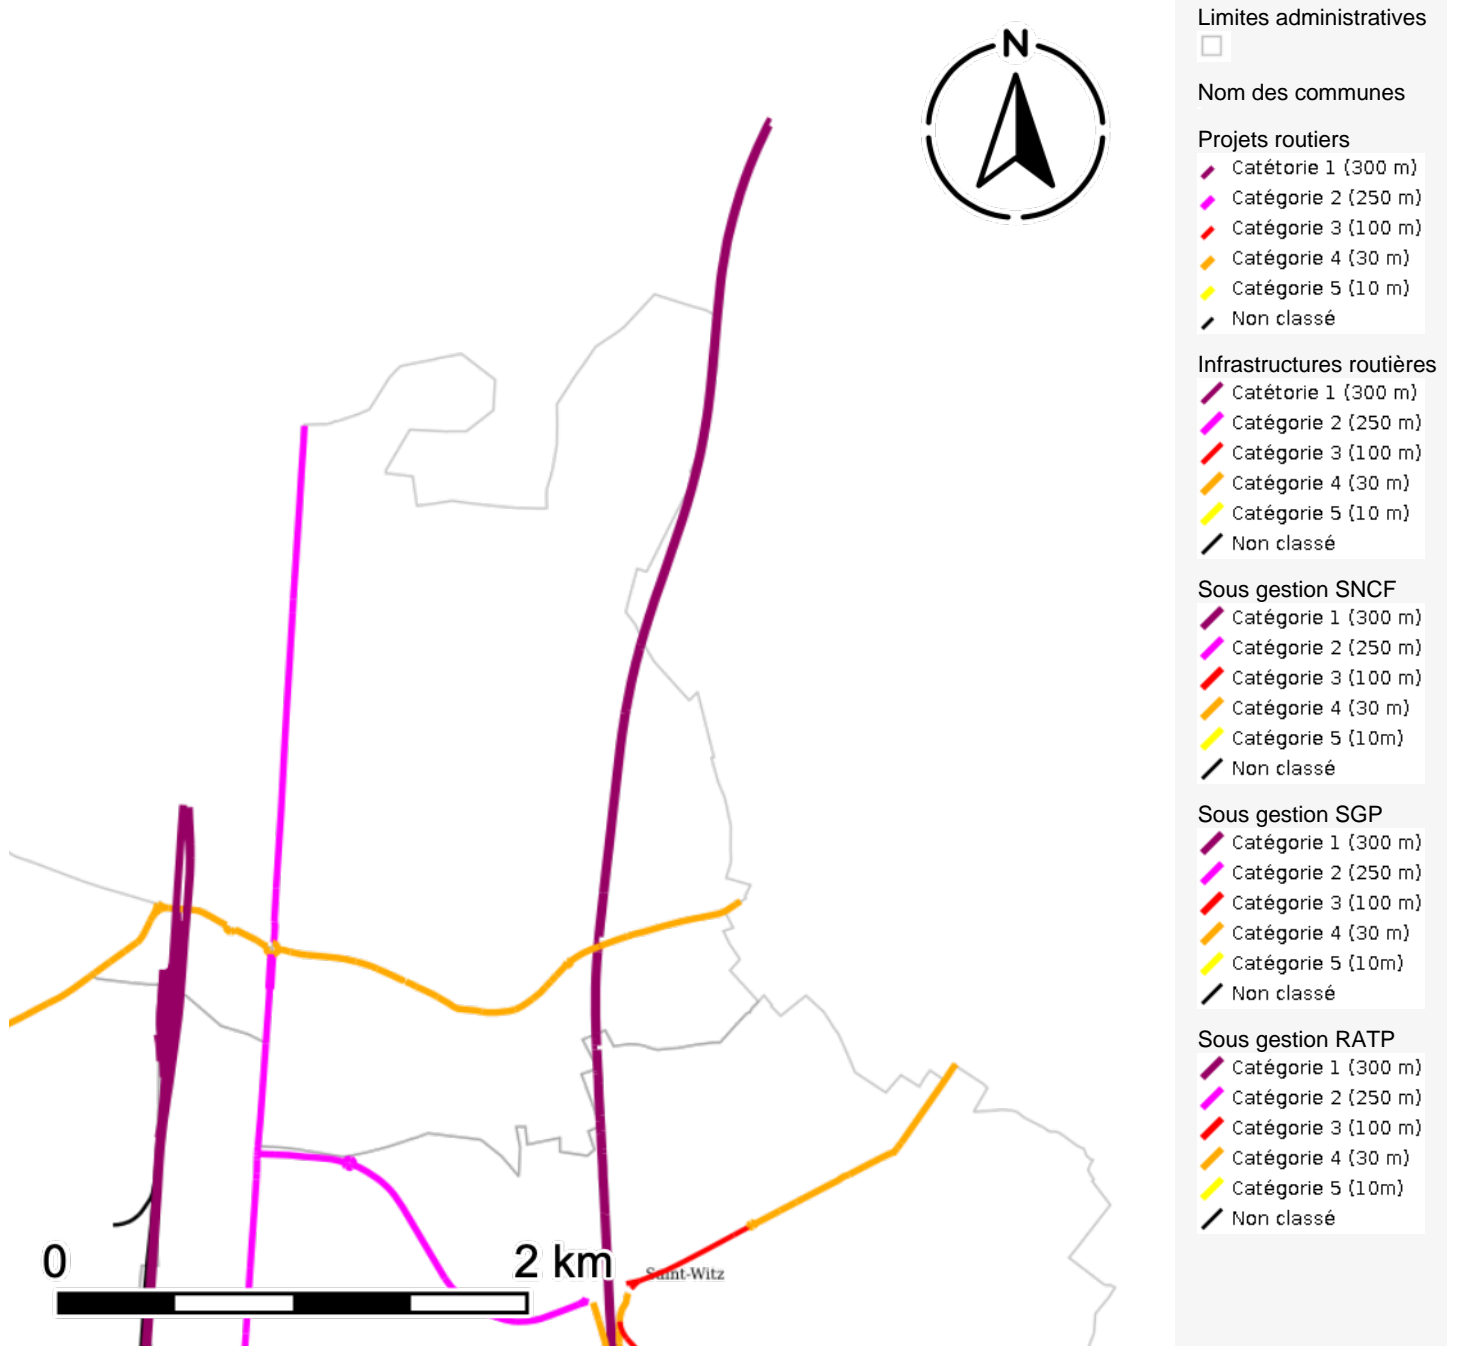 N
0
2 km
Saint-Witz
Limites administratives
Nom des communes
Projets routiers
Catétorie 1 (300 m)
Catégorie 2 (250 m)
Catégorie 3 (100 m)
Catégorie 4 (30 m)
Catégorie 5 (10 m)
Non classé
Infrastructures routières
Catétorie 1 (300 m)
Catégorie 2 (250 m)
Catégorie 3 (100 m)
Catégorie 4 (30 m)
Catégorie 5 (10 m)
Non classé
Sous gestion SNCF
Catégorie 1 (300 m)
Catégorie 2 (250 m)
Catégorie 3 (100 m)
Catégorie 4 (30 m)
Catégorie 5 (10m)
Non classé
Sous gestion SGP
Catégorie 1 (300 m)
Catégorie 2 (250 m)
Catégorie 3 (100 m)
Catégorie 4 (30 m)
Catégorie 5 (10m)
Non classé
Sous gestion RATP
Catégorie 1 (300 m)
Catégorie 2 (250 m)
Catégorie 3 (100 m)
Catégorie 4 (30 m)
Catégorie 5 (10m)
Non classé